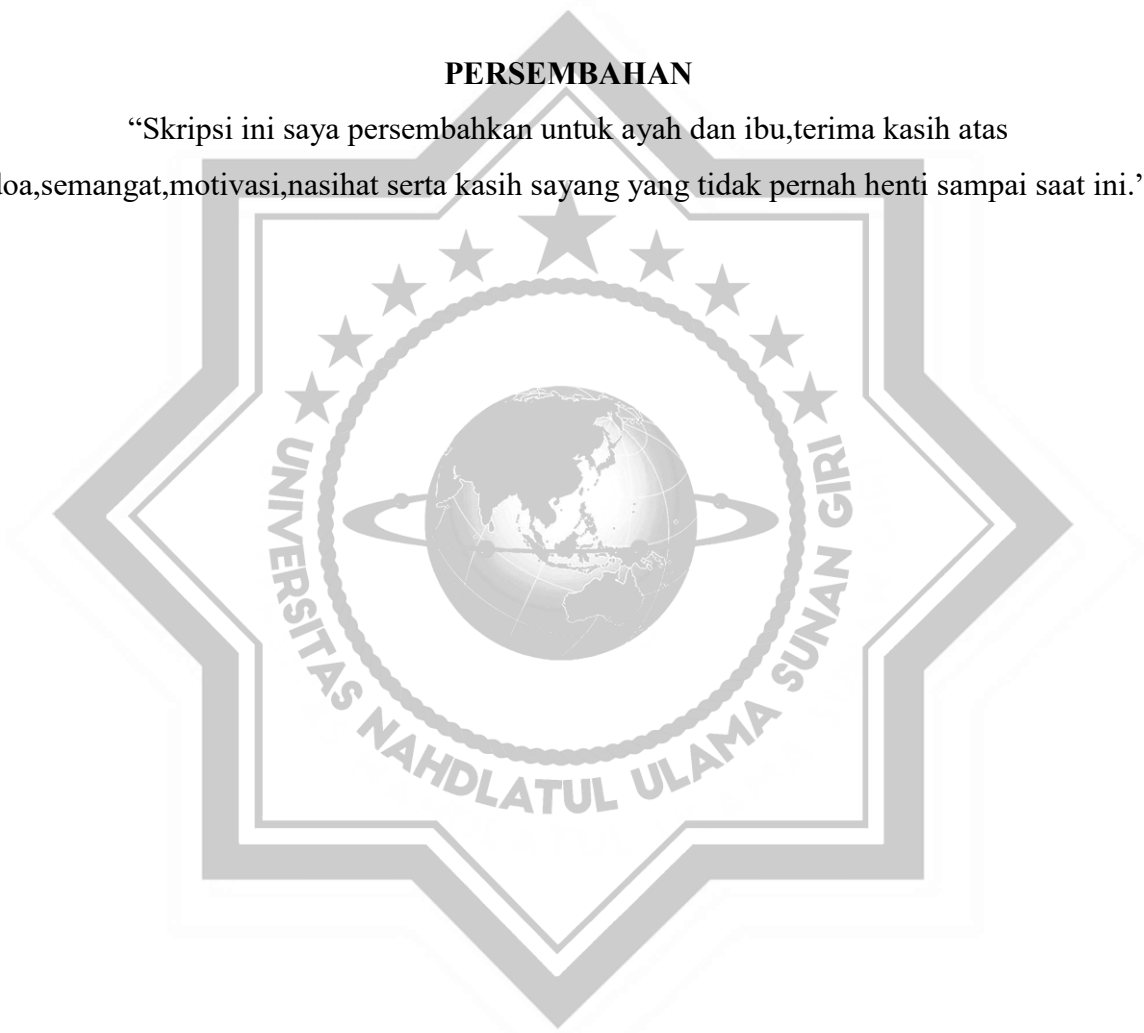 PERSEMBAHAN
“Skripsi ini saya persembahkan untuk ayah dan ibu,terima kasih atas
doa,semangat,motivasi,nasihat serta kasih sayang yang tidak pernah henti sampai saat ini.”
UNIVERSITAS NAHDLATUL ULAMA SUNAN GIRI